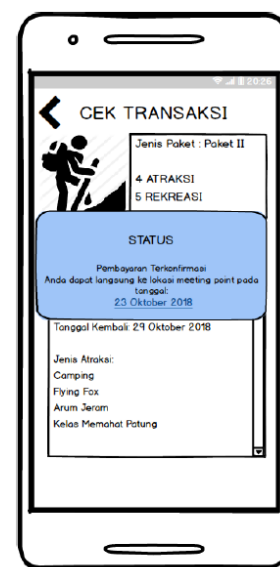 20:26
CEK TRANSAKSI
Jenis Paket : Paket II
4 ATRAKSI
5 REKREASI
STATUS
Pembayaran Terkonfirmasi
Anda dapat langsung ke lokasi meeting point pada
tanggal:
23 Oktober 2018
Tanggal Kembali: 29 Oktober 2018
Jenis Atraksi:
Camping
Flying Fox
Arum Jeram
Kelas Memahat Patung